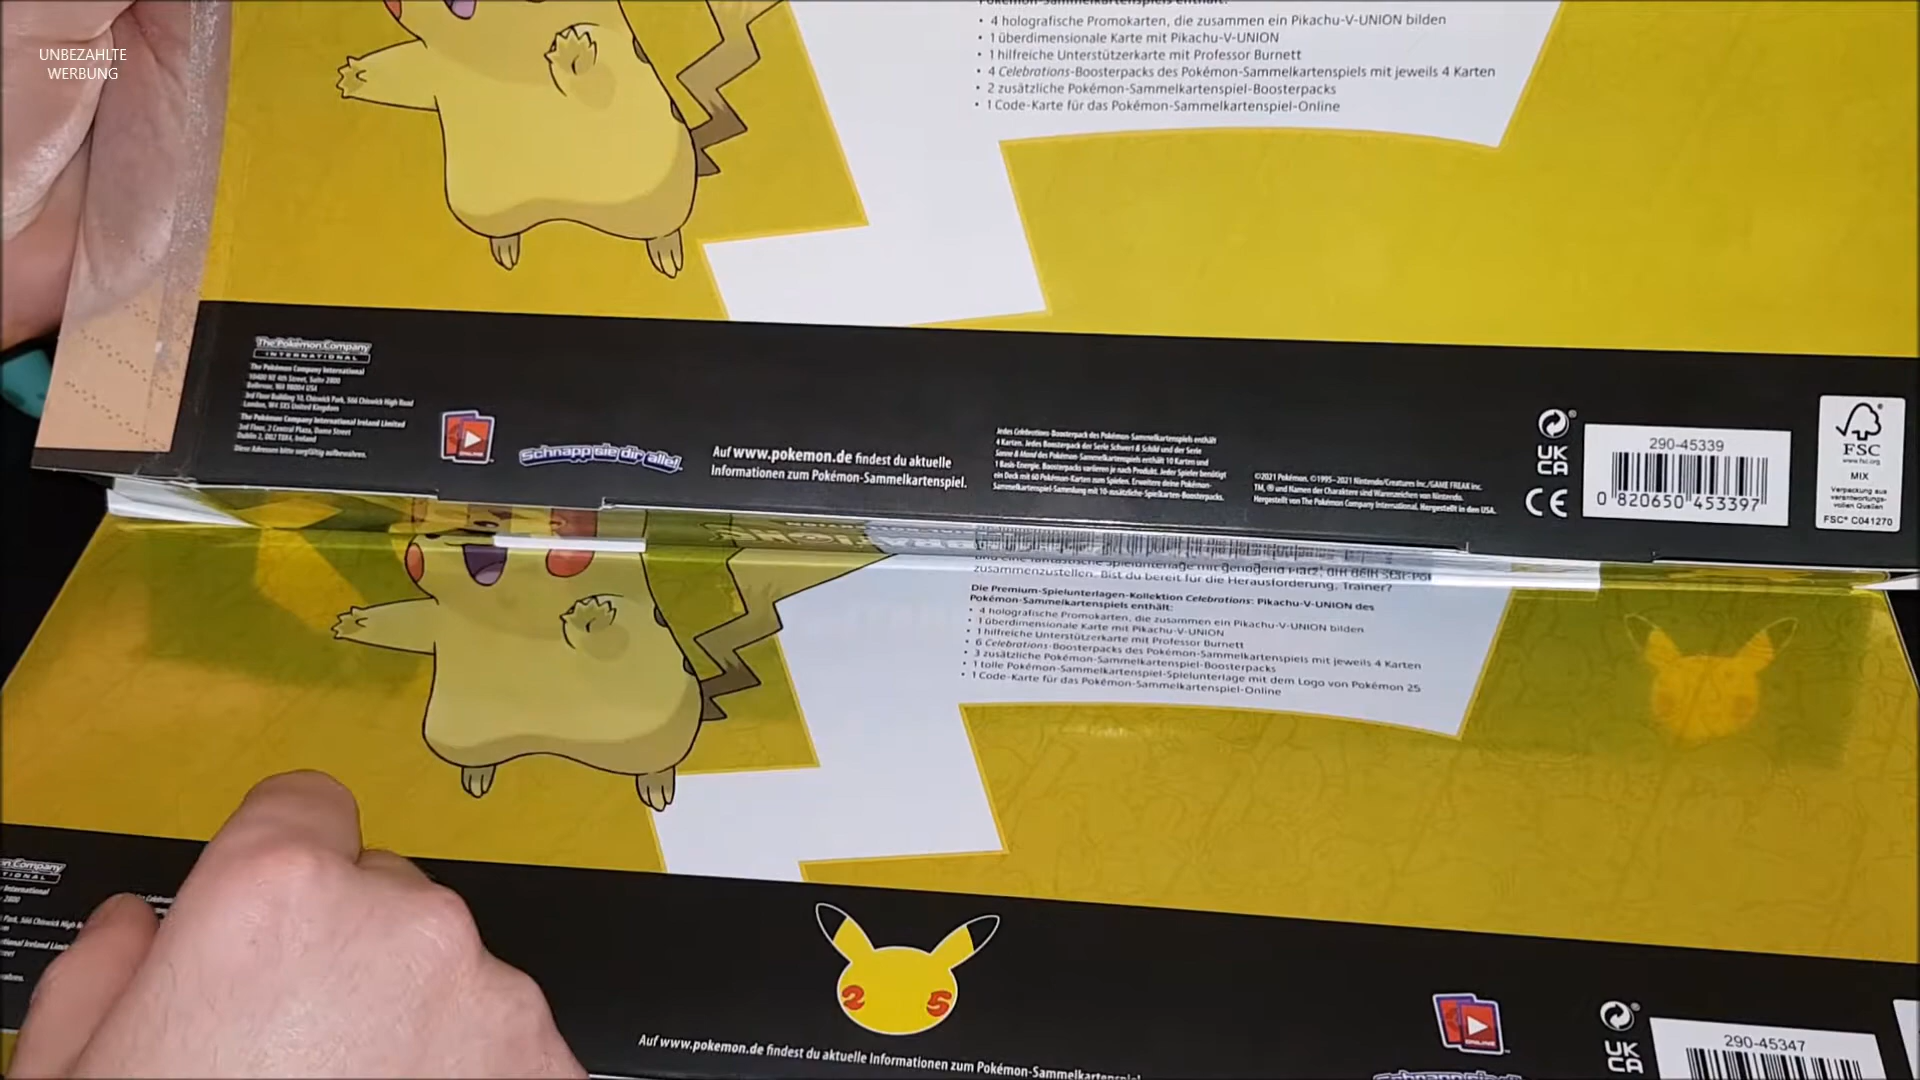 UNBEZAHLTE
WERBUNG
Pokémon-Sammelkartenspiels enthält:
• 4 holografische Promokarten, die zusammen ein Pikachu-V-UNION bilden
• 1 überdimensionale Karte mit Pikachu-V-UNION
• 1 hilfreiche Unterstützerkarte mit Professor Burnett
• 4 Celebrations-Boosterpacks des Pokémon-Sammelkartenspiels mit jeweils 4 Karten
• 2 zusätzliche Pokémon-Sammelkartenspiel-Boosterpacks
• 1 Code-Karte für das Pokémon-Sammelkartenspiel-Online
The Pokémon Company
INTERNATIONAL
The Pokémon Company International
10400 NE 4th Street, Suite 2800
Bellevue, WA 98004 USA
3rd Floor Building 10, Chiswick Park, 566 Chiswick High Road
London, W4 5XS United Kingdom
The Pokémon Company International Ireland Limited
3rd Floor, 2 Central Plaza, Dame Street
Dublin 2, D02 T0X4, Ireland
Diese Adressen bitte sorgfältig aufbewahren.
ONLINE
Schnapp sie dir alle!
Auf www.pokemon.de findest du aktuelle
Informationen zum Pokémon-Sammelkartenspiel.
Jedes Celebrations-Boosterpack des Pokémon-Sammelkartenspiels enthält
4 Karten. Jedes Boosterpack der Serie Schwert & Schild und der Serie
Sonne & Mond des Pokémon-Sammelkartenspiels enthält 10 Karten und
1 Basis-Energie. Boosterpacks variieren je nach Produkt. Jeder Spieler benötigt
ein Deck mit 60 Pokémon-Karten zum Spielen. Erweitere deine Pokémon-
Sammelkartenspiel-Sammlung mit 10 zusätzliche-Spielkarten-Boosterpacks.
©2021 Pokémon. ©1995–2021 Nintendo/Creatures Inc./GAME FREAK inc.
TM, ® und Namen der Charaktere sind Warenzeichen von Nintendo.
Hergestellt von The Pokémon Company International. Hergestellt in den USA.
UK
CA
CE
290-45339
0 820650 453397
FSC
www.fsc.org
MIX
Verpackung aus
verantwortungs-
vollen Quellen
FSC® C041270
zusammenzustellen. Bist du bereit für die Herausforderung, Trainer?
Die Premium-Spielunterlagen-Kollektion Celebrations: Pikachu-V-UNION des
Pokémon-Sammelkartenspiels enthält:
• 4 holografische Promokarten, die zusammen ein Pikachu-V-UNION bilden
• 1 überdimensionale Karte mit Pikachu-V-UNION
• 1 hilfreiche Unterstützerkarte mit Professor Burnett
• 6 Celebrations-Boosterpacks des Pokémon-Sammelkartenspiels mit jeweils 4 Karten
• 3 zusätzliche Pokémon-Sammelkartenspiel-Boosterpacks
• 1 tolle Pokémon-Sammelkartenspiel-Spielunterlage mit dem Logo von Pokémon 25
• 1 Code-Karte für das Pokémon-Sammelkartenspiel-Online
25
Auf www.pokemon.de findest du aktuelle Informationen zum Pokémon-Sammelkartenspiel
ONLINE
UK
CA
290-45347